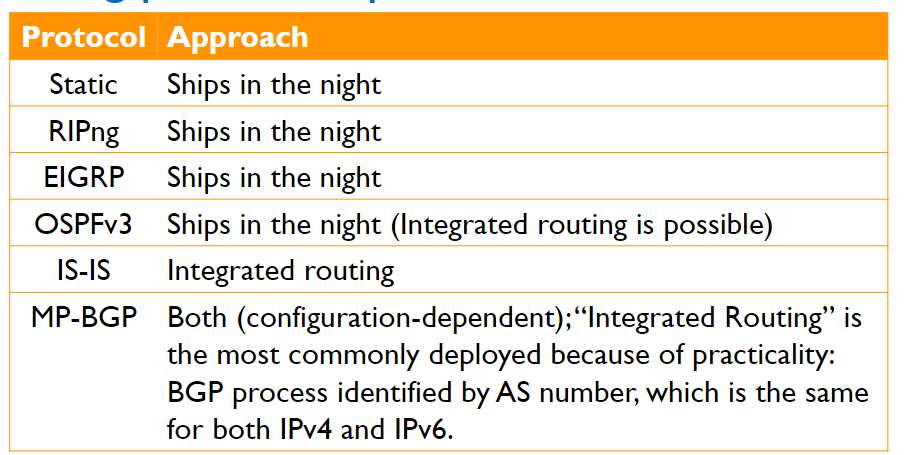 Protocol Approach
Static Ships in the night
RIPng Ships in the night
EIGRP Ships in the night
OSPFv3 Ships in the night (Integrated routing is possible)
IS-IS Integrated routing
MP-BGP Both (configuration-dependent); “Integrated Routing” is
the most commonly deployed because of practicality:
BGP process identified by AS number, which is the same
for both IPv4 and IPv6.